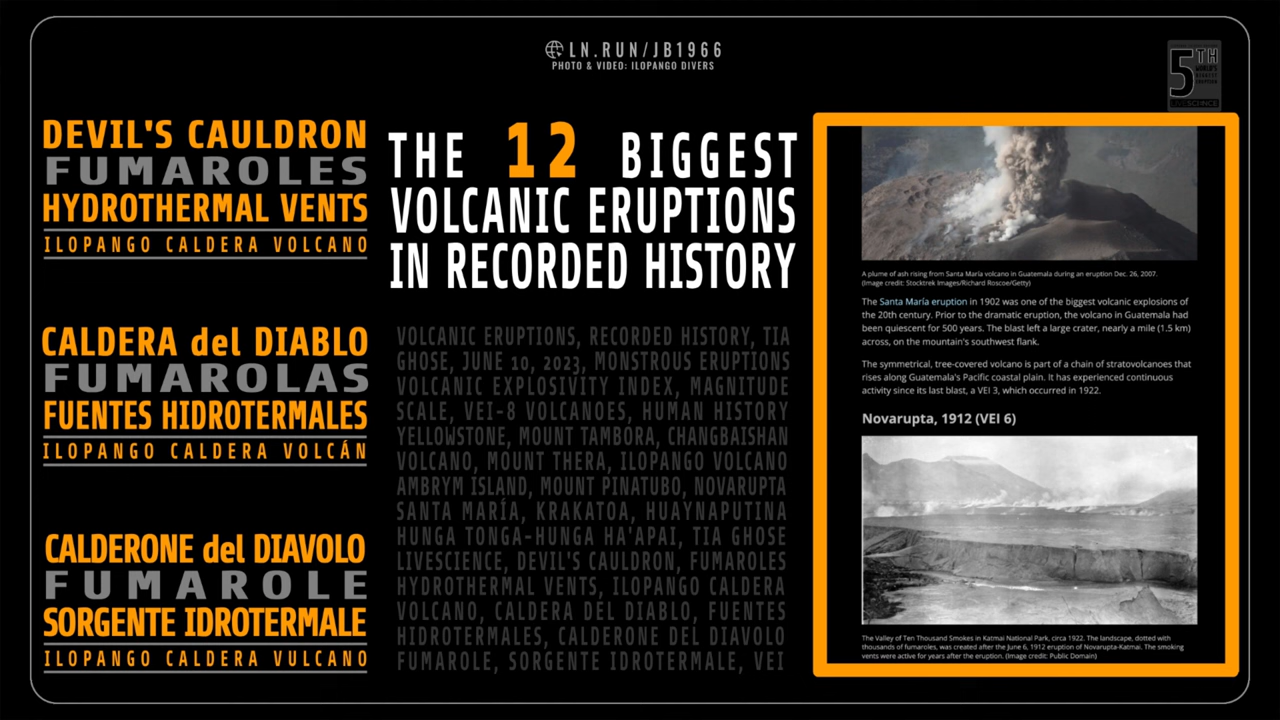 LN.RUN/JB1966
PHOTO & VIDEO: ILOPANGO DIVERS
5TH
LIVESCIENCE
DEVIL'S CAULDRON
FUMAROLES
HYDROTHERMAL VENTS
ILOPANGO CALDERA VOLCANO
CALDERA del DIABLO
FUMAROLAS
FUENTES HIDROTERMALES
ILOPANGO CALDERA VOLCÁN
CALDERONE del DIAVOLO
FUMAROLE
SORGENTE IDROTERMALE
ILOPANGO CALDERA VULCANO
THE 12 BIGGEST
VOLCANIC ERUPTIONS
IN RECORDED HISTORY
VOLCANIC ERUPTIONS, RECORDED HISTORY, TIA
GHOSE, JUNE 10, 2023, MONSTROUS ERUPTIONS
VOLCANIC EXPLOSIVITY INDEX, MAGNITUDE
SCALE, VEI-8 VOLCANOES, HUMAN HISTORY
YELLOWSTONE, MOUNT TAMBORA, CHANGBAISHAN
VOLCANO, MOUNT THERA, ILOPANGO VOLCANO
AMBRYM ISLAND, MOUNT PINATUBO, NOVARUPTA
SANTA MARÍA, KRAKATOA, HUAYNAPUTINA
HUNGA TONGA-HUNGA HA'APAI, TIA GHOSE
LIVESCIENCE, DEVIL'S CAULDRON, FUMAROLES
HYDROTHERMAL VENTS, ILOPANGO CALDERA
VOLCANO, CALDERA DEL DIABLO, FUENTES
HIDROTERMALES, CALDERONE DEL DIAVOLO
FUMAROLE, SORGENTE IDROTERMALE, VEI
A plume of ash rising from Santa María volcano in Guatemala during an eruption Dec. 26, 2007.
(Image credit: Stocktrek Images/Richard Roscoe/Getty)
The Santa María eruption in 1902 was one of the biggest volcanic explosions of
the 20th century. Prior to the dramatic eruption, the volcano in Guatemala had
been quiescent for 500 years. The blast left a large crater, nearly a mile (1.5 km)
across, on the mountain's southwest flank.
The symmetrical, tree-covered volcano is part of a chain of stratovolcanoes that
rises along Guatemala's Pacific coastal plain. It has experienced continuous
activity since its last blast, a VEI 3, which occurred in 1922.
Novarupta, 1912 (VEI 6)
The Valley of Ten Thousand Smokes in Katmai National Park, circa 1922. The landscape, dotted with
thousands of fumaroles, was created after the June 6, 1912 eruption of Novarupta-Katmai. The smoking
vents were active for years after the eruption. (Image credit: Public Domain)